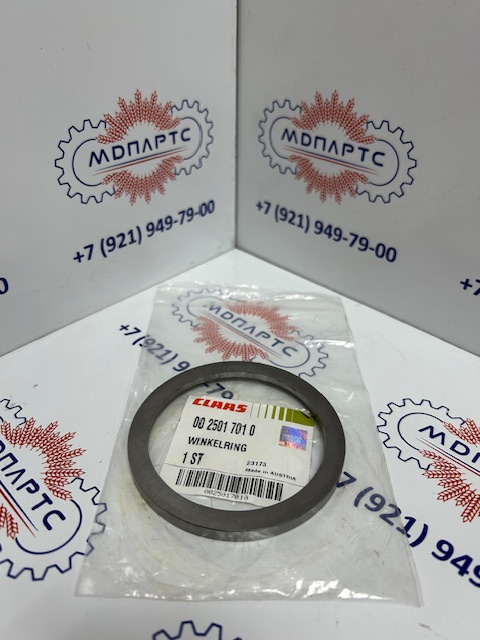 МДПАРТС
+7 (921) 949-79-00
МДПАРТС
+7 (921) 949-79-00
CLAAS
00 2501 701 0
WINKELRING
1 ST
23173
Made in AUSTRIA
0025017010
МДПАРТС
МДПАРТС